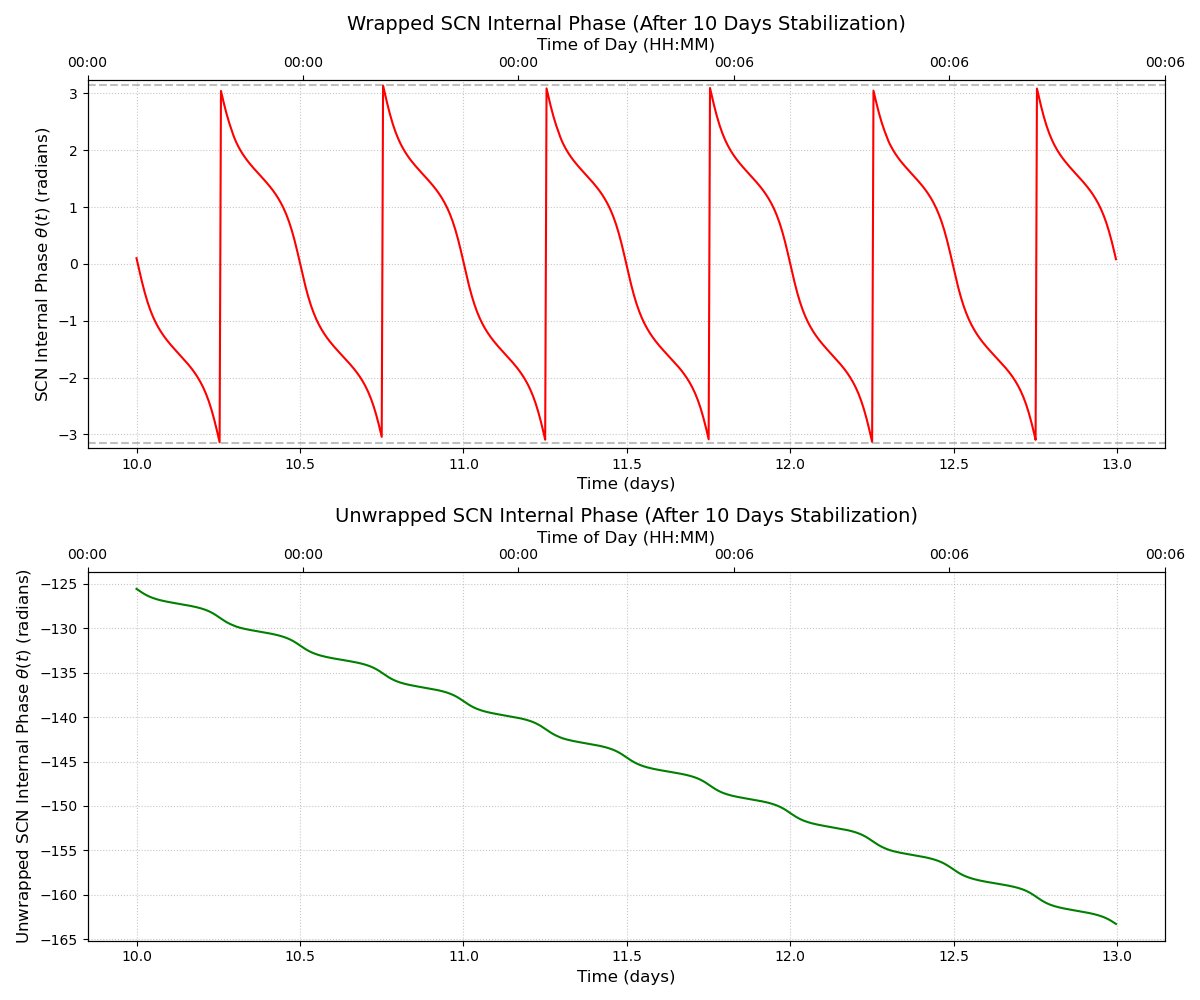 Wrapped SCN Internal Phase (After 10 Days Stabilization)
Time of Day (HH:MM)
00:00 00:00 00:00 00:06 00:06 00:06
SCN Internal Phase θ(t) (radians)
3
2
1
0
−1
−2
−3
10.0 10.5 11.0 11.5 12.0 12.5 13.0
Time (days)
Unwrapped SCN Internal Phase (After 10 Days Stabilization)
Time of Day (HH:MM)
00:00 00:00 00:00 00:06 00:06 00:06
Unwrapped SCN Internal Phase θ(t) (radians)
−125
−130
−135
−140
−145
−150
−155
−160
−165
10.0 10.5 11.0 11.5 12.0 12.5 13.0
Time (days)